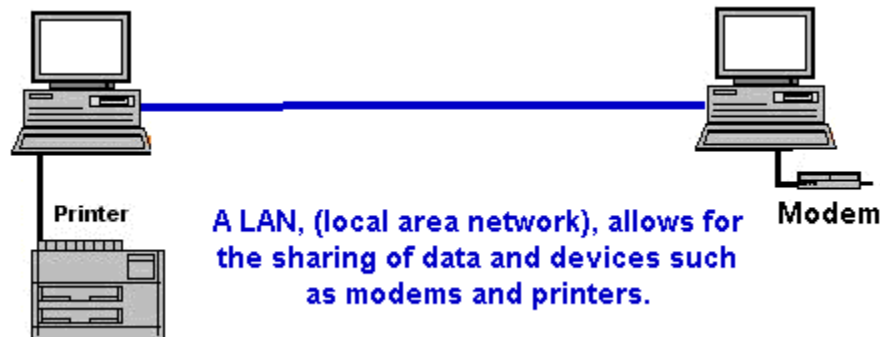 Printer
Modem
A LAN, (local area network), allows for
the sharing of data and devices such
as modems and printers.